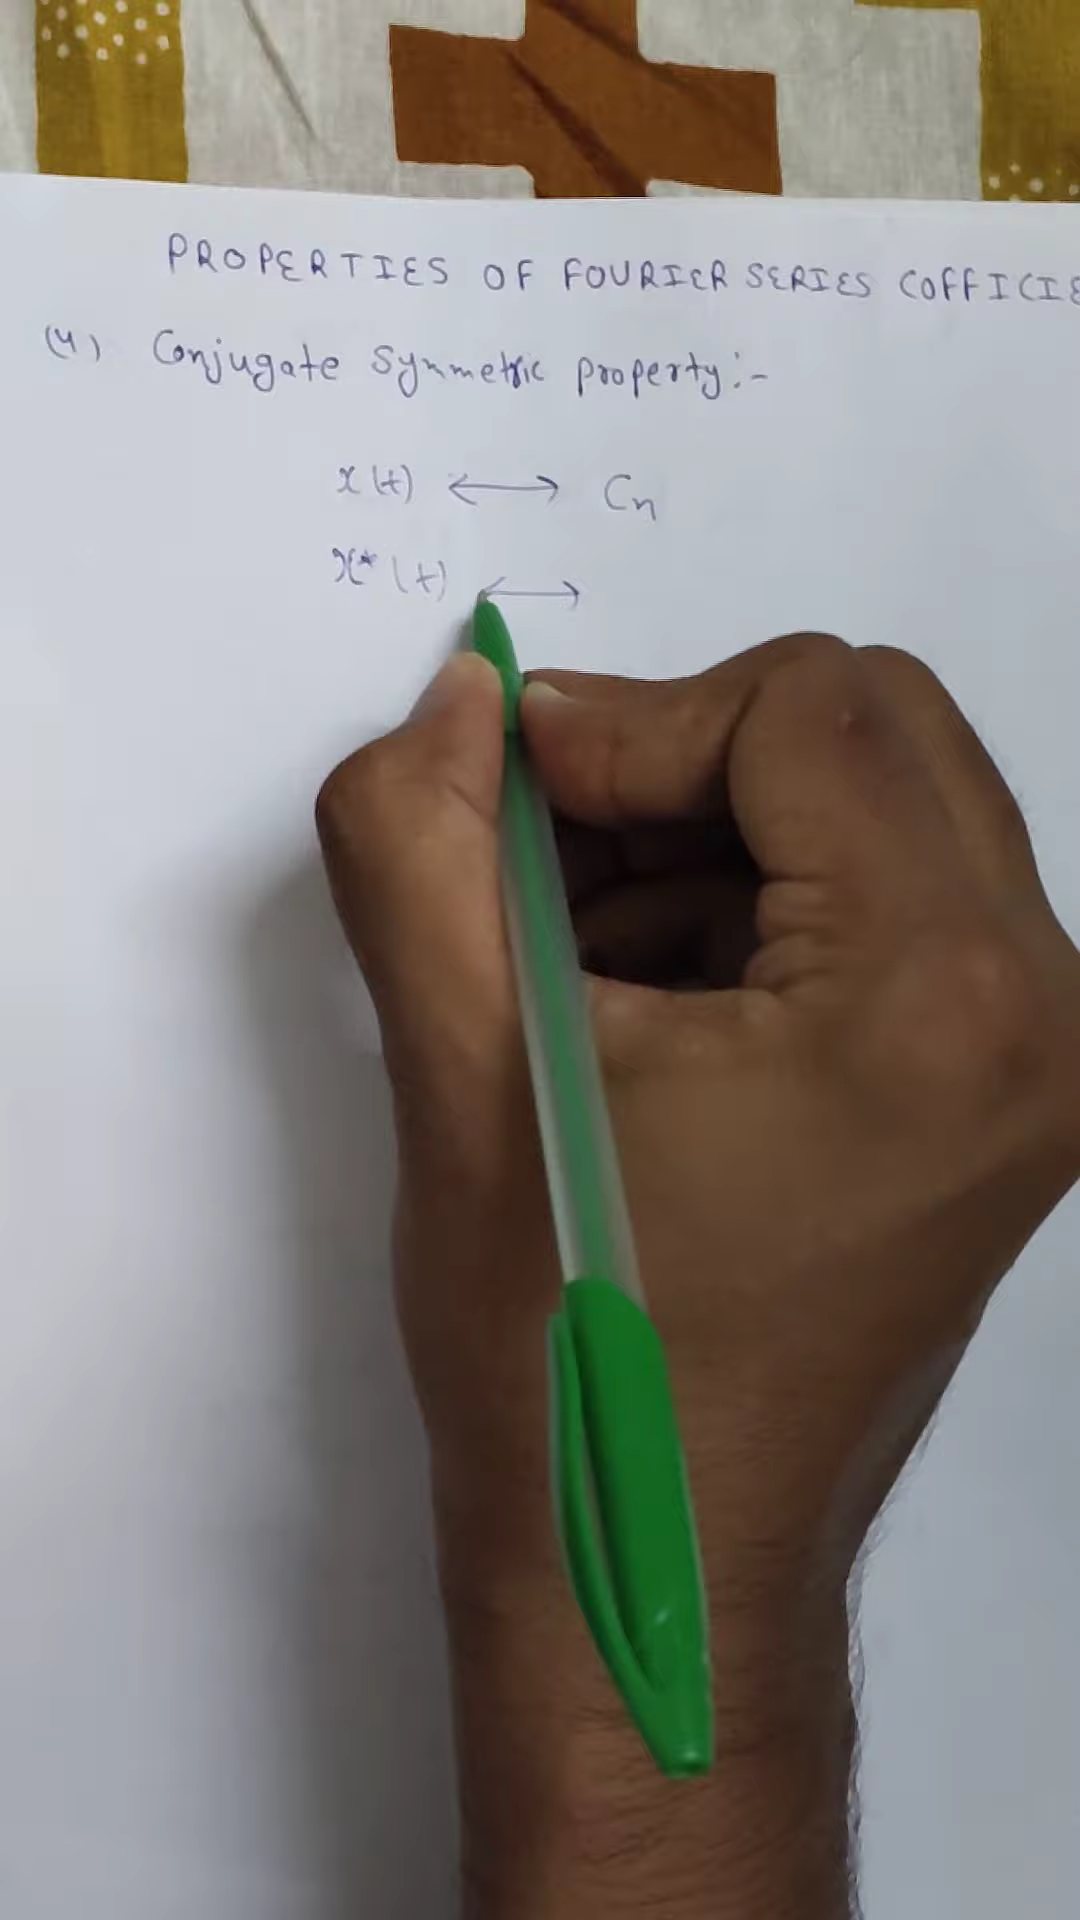 PROPERTIES OF FOURIER SERIES COFFICIE
(4) Conjugate Symmetric property:-
x(t) ⟷ Cn
x*(t) ⟷